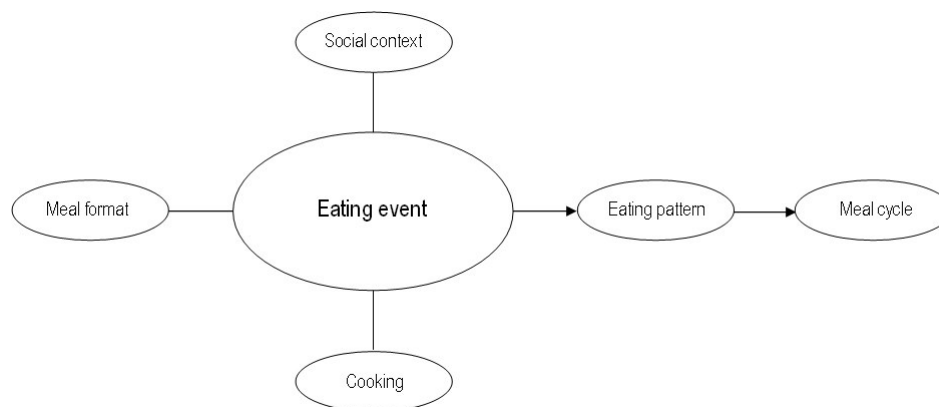 Social context
Meal format
Eating event
Eating pattern
Meal cycle
Cooking